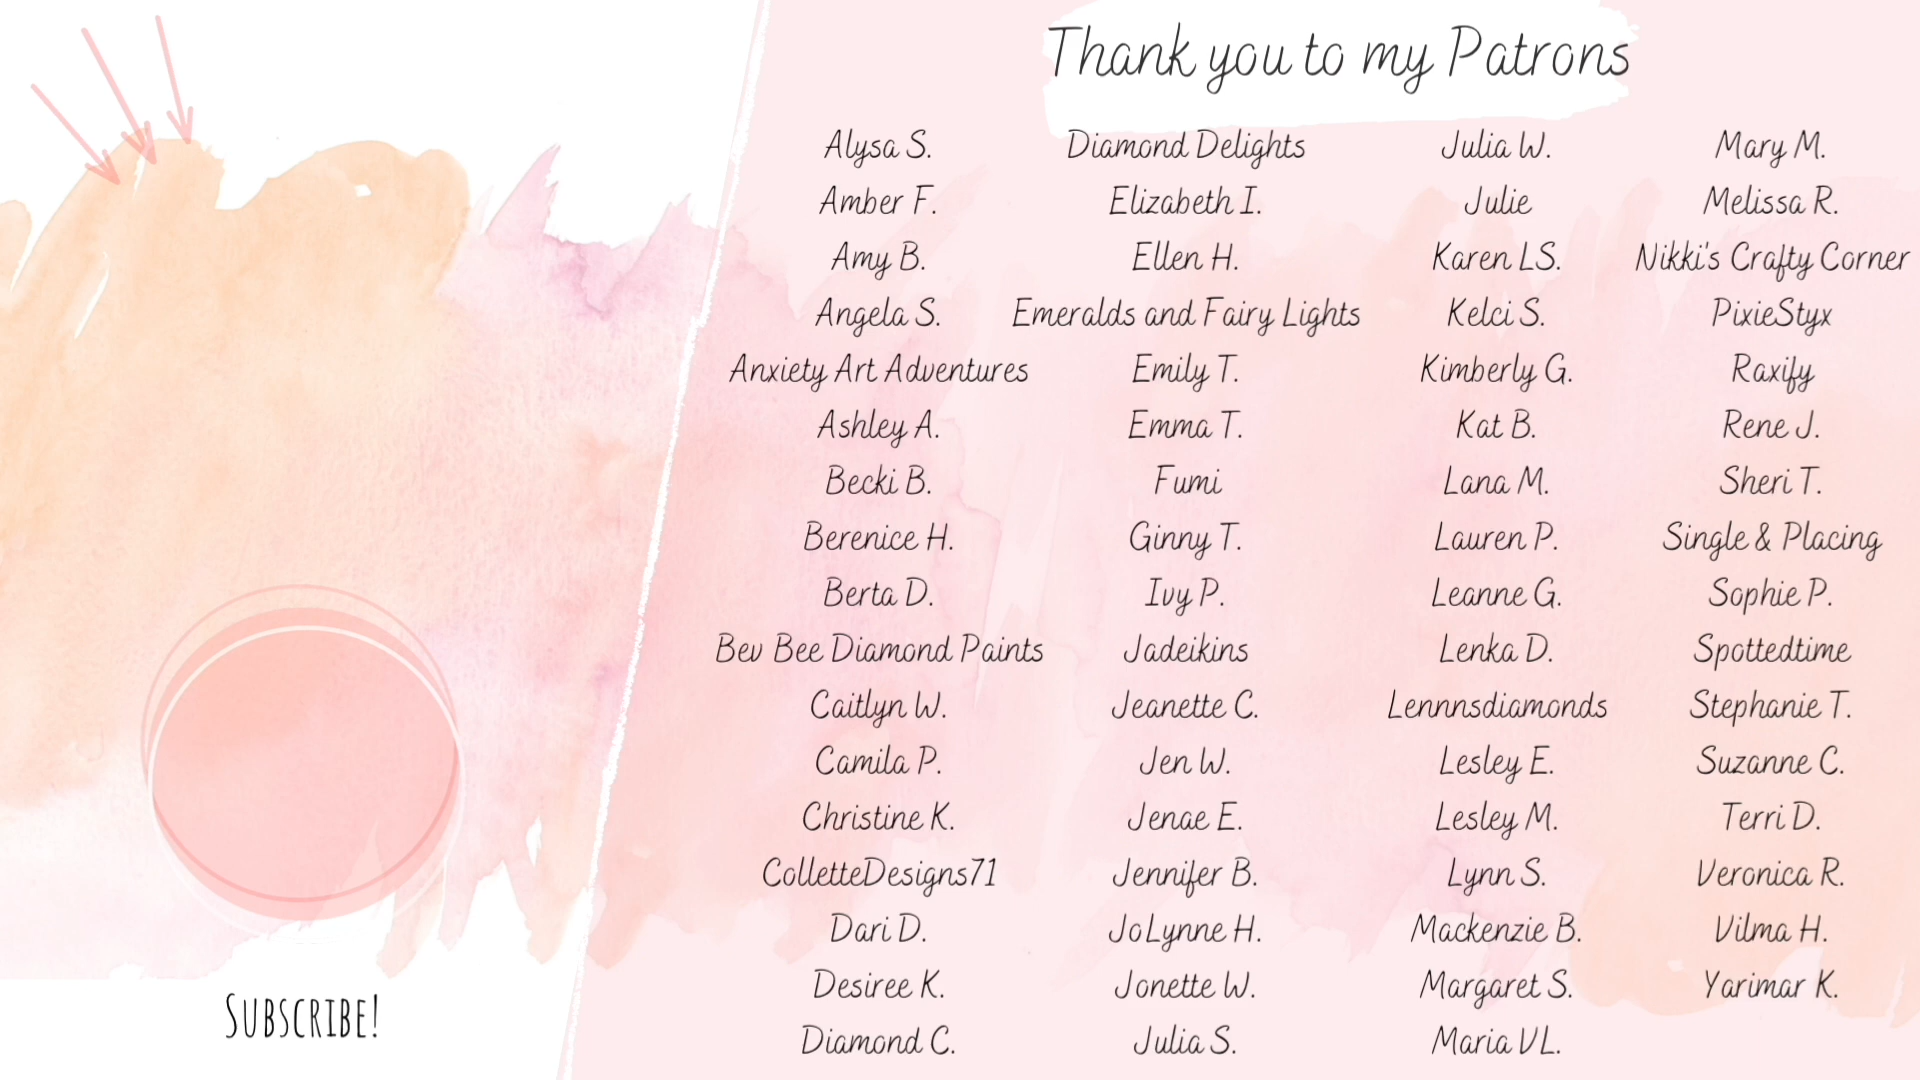 Thank you to my Patrons
Alysa S.
Amber F.
Amy B.
Angela S.
Anxiety Art Adventures
Ashley A.
Becki B.
Berenice H.
Berta D.
Bev Bee Diamond Paints
Caitlyn W.
Camila P.
Christine K.
ColletteDesigns71
Dari D.
Desiree K.
Diamond C.
Diamond Delights
Elizabeth I.
Ellen H.
Emeralds and Fairy Lights
Emily T.
Emma T.
Fumi
Ginny T.
Ivy P.
Jadeikins
Jeanette C.
Jen W.
Jenae E.
Jennifer B.
JoLynne H.
Jonette W.
Julia S.
Julia W.
Julie
Karen LS.
Kelci S.
Kimberly G.
Kat B.
Lana M.
Lauren P.
Leanne G.
Lenka D.
Lennnsdiamonds
Lesley E.
Lesley M.
Lynn S.
Mackenzie B.
Margaret S.
Maria VL.
Mary M.
Melissa R.
Nikki's Crafty Corner
PixieStyx
Raxify
Rene J.
Sheri T.
Single & Placing
Sophie P.
Spottedtime
Stephanie T.
Suzanne C.
Terri D.
Veronica R.
Vilma H.
Yarimar K.
Subscribe!